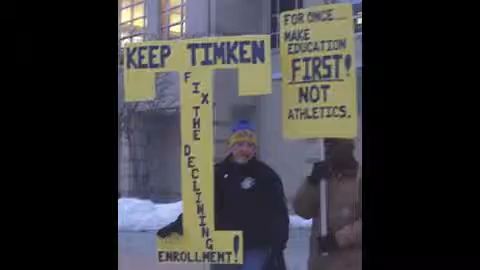 KEEP TIMKEN
FIX THE DECLINING
ENROLLMENT!
FOR ONCE...
MAKE
EDUCATION
FIRST!
NOT
ATHLETICS.